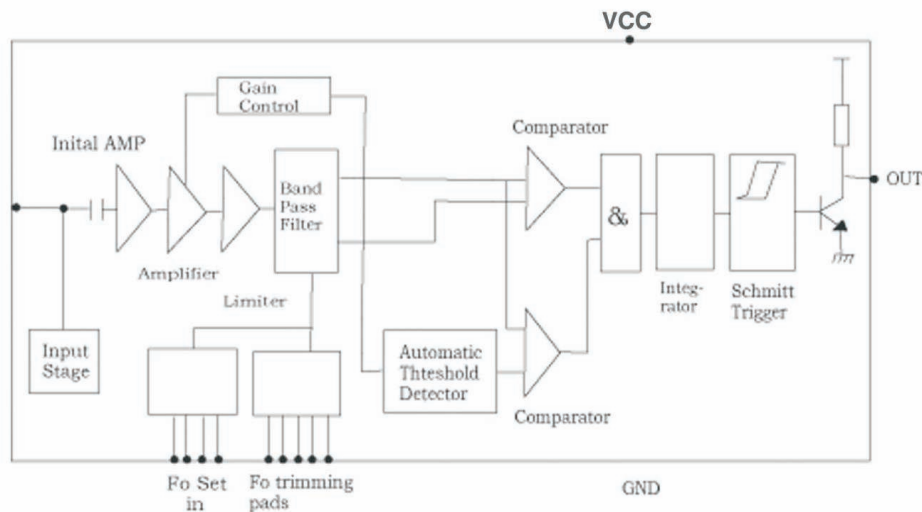 VCC
Gain
Control
Inital AMP
Comparator
Band
Pass
Filter
OUT
&
Amplifier
Limiter
Integ-
rator
Schmitt
Trigger
Input
Stage
Automatic
Thteshold
Detector
Comparator
Fo Set
in
Fo trimming
pads
GND